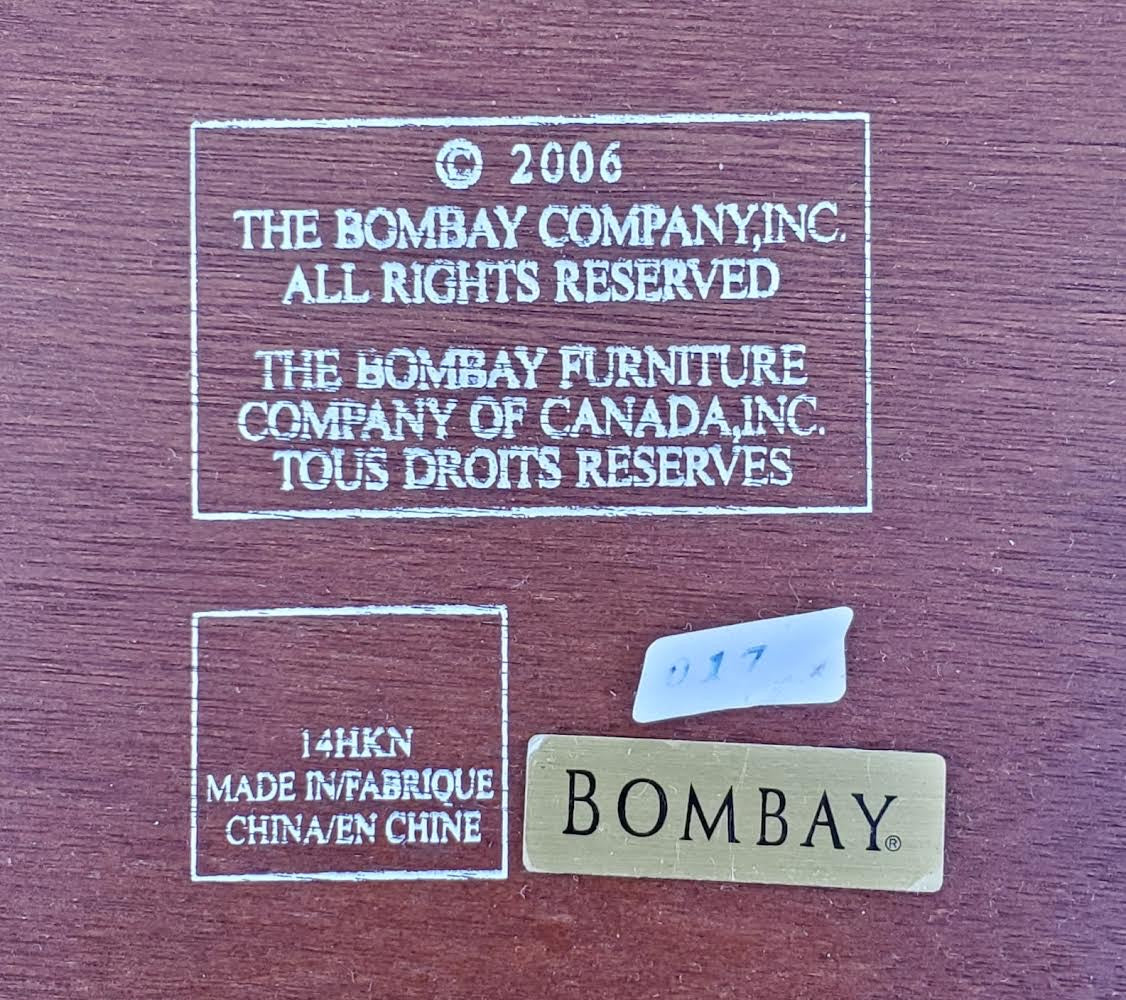 © 2006
THE BOMBAY COMPANY,INC.
ALL RIGHTS RESERVED
THE BOMBAY FURNITURE
COMPANY OF CANADA,INC.
TOUS DROITS RESERVES
14HKN
MADE IN/FABRIQUE
CHINA/EN CHINE
017
BOMBAY®